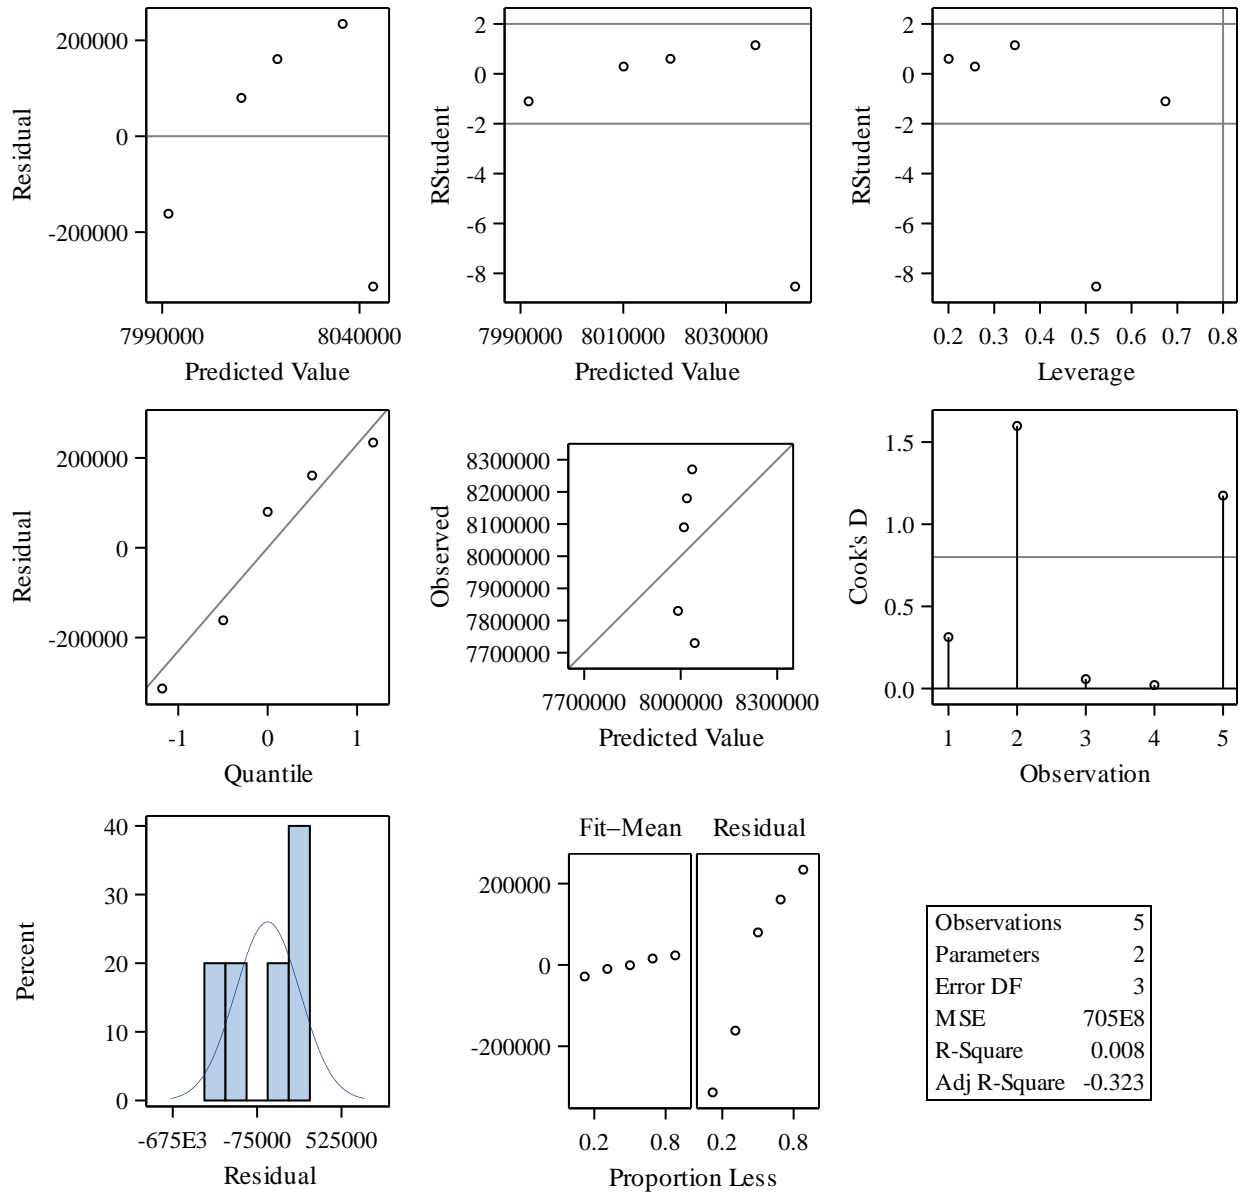 200000
0
-200000
Residual
7990000 8040000
Predicted Value
2
0
-2
-4
-6
-8
RStudent
7990000 8010000 8030000
Predicted Value
2
0
-2
-4
-6
-8
RStudent
0.2 0.3 0.4 0.5 0.6 0.7 0.8
Leverage
200000
0
-200000
Residual
-1 0 1
Quantile
8300000
8200000
8100000
8000000
7900000
7800000
7700000
Observed
7700000 8000000 8300000
Predicted Value
1.5
1.0
0.5
0.0
Cook's D
1 2 3 4 5
Observation
40
30
20
10
0
Percent
-675E3 -75000 525000
Residual
Fit–Mean Residual
200000
0
-200000
0.2 0.8 0.2 0.8
Proportion Less
Observations 5
Parameters 2
Error DF 3
MSE 705E8
R-Square 0.008
Adj R-Square -0.323